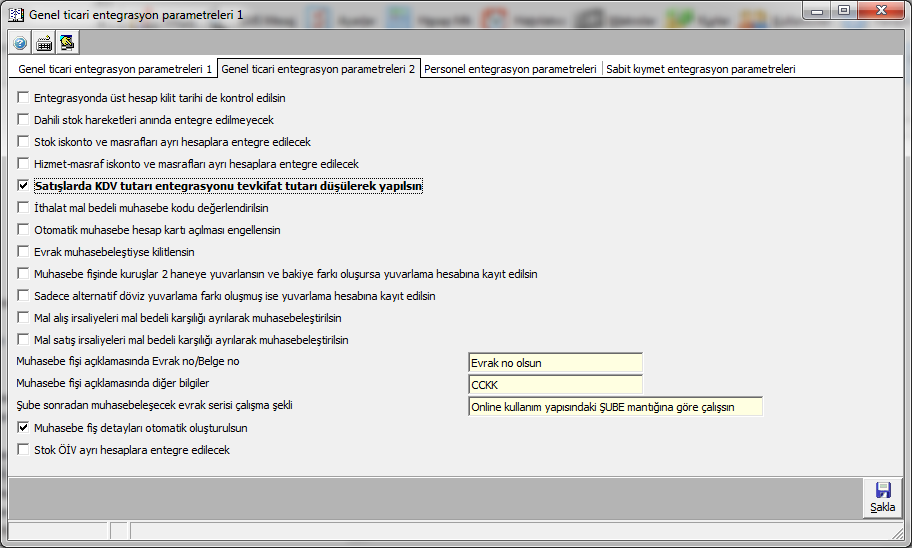 Genel ticari entegrasyon parametreleri 1
Genel ticari entegrasyon parametreleri 1 Genel ticari entegrasyon parametreleri 2 Personel entegrasyon parametreleri Sabit kıymet entegrasyon parametreleri
Entegrasyonda üst hesap kilit tarihi de kontrol edilsin
Dahili stok hareketleri anında entegre edilmeyecek
Stok iskonto ve masrafları ayrı hesaplara entegre edilecek
Hizmet-masraf iskonto ve masrafları ayrı hesaplara entegre edilecek
Satışlarda KDV tutarı entegrasyonu tevkifat tutarı düşülerek yapılsın
İthalat mal bedeli muhasebe kodu değerlendirilsin
Otomatik muhasebe hesap kartı açılması engellensin
Evrak muhasebeleştiyse kilitlensin
Muhasebe fişinde kuruşlar 2 haneye yuvarlansın ve bakiye farkı oluşursa yuvarlama hesabına kayıt edilsin
Sadece alternatif döviz yuvarlama farkı oluşmuş ise yuvarlama hesabına kayıt edilsin
Mal alış irsaliyeleri mal bedeli karşılığı ayrılarak muhasebeleştirilsin
Mal satış irsaliyeleri mal bedeli karşılığı ayrılarak muhasebeleştirilsin
Muhasebe fişi açıklamasında Evrak no/Belge no Evrak no olsun
Muhasebe fişi açıklamasında diğer bilgiler CCKK
Şube sonradan muhasebeleşecek evrak serisi çalışma şekli Online kullanım yapısındaki ŞUBE mantığına göre çalışsın
Muhasebe fiş detayları otomatik oluşturulsun
Stok ÖİV ayrı hesaplara entegre edilecek
Sakla